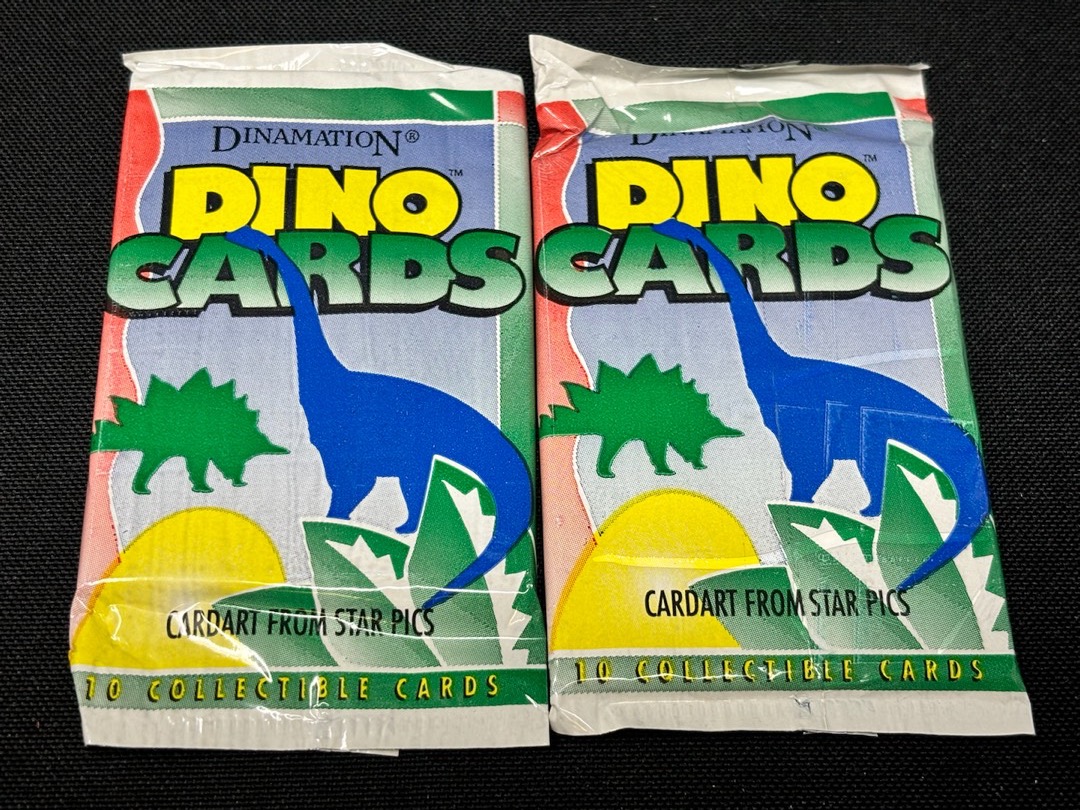 DINAMATION®
DINO™
CARDS
CARDART FROM STAR PICS
10 COLLECTIBLE CARDS
DINAMATION®
DINO™
CARDS
CARDART FROM STAR PICS
10 COLLECTIBLE CARDS